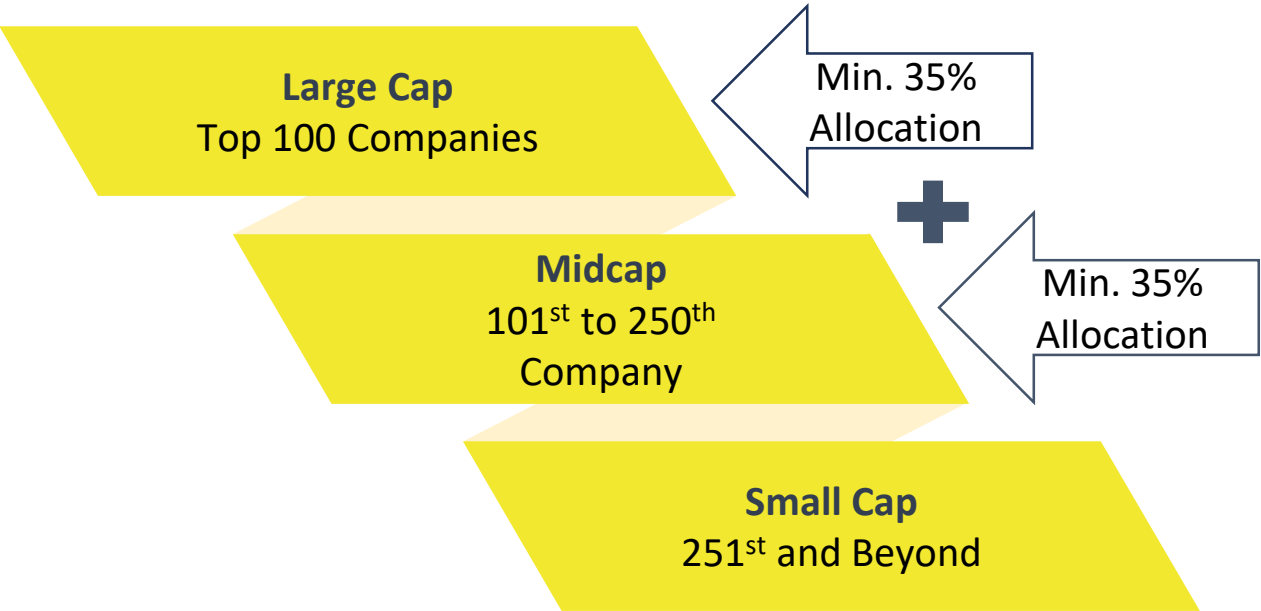 Large Cap
Top 100 Companies
Min. 35%
Allocation
Midcap
101st to 250th
Company
Min. 35%
Allocation
Small Cap
251st and Beyond